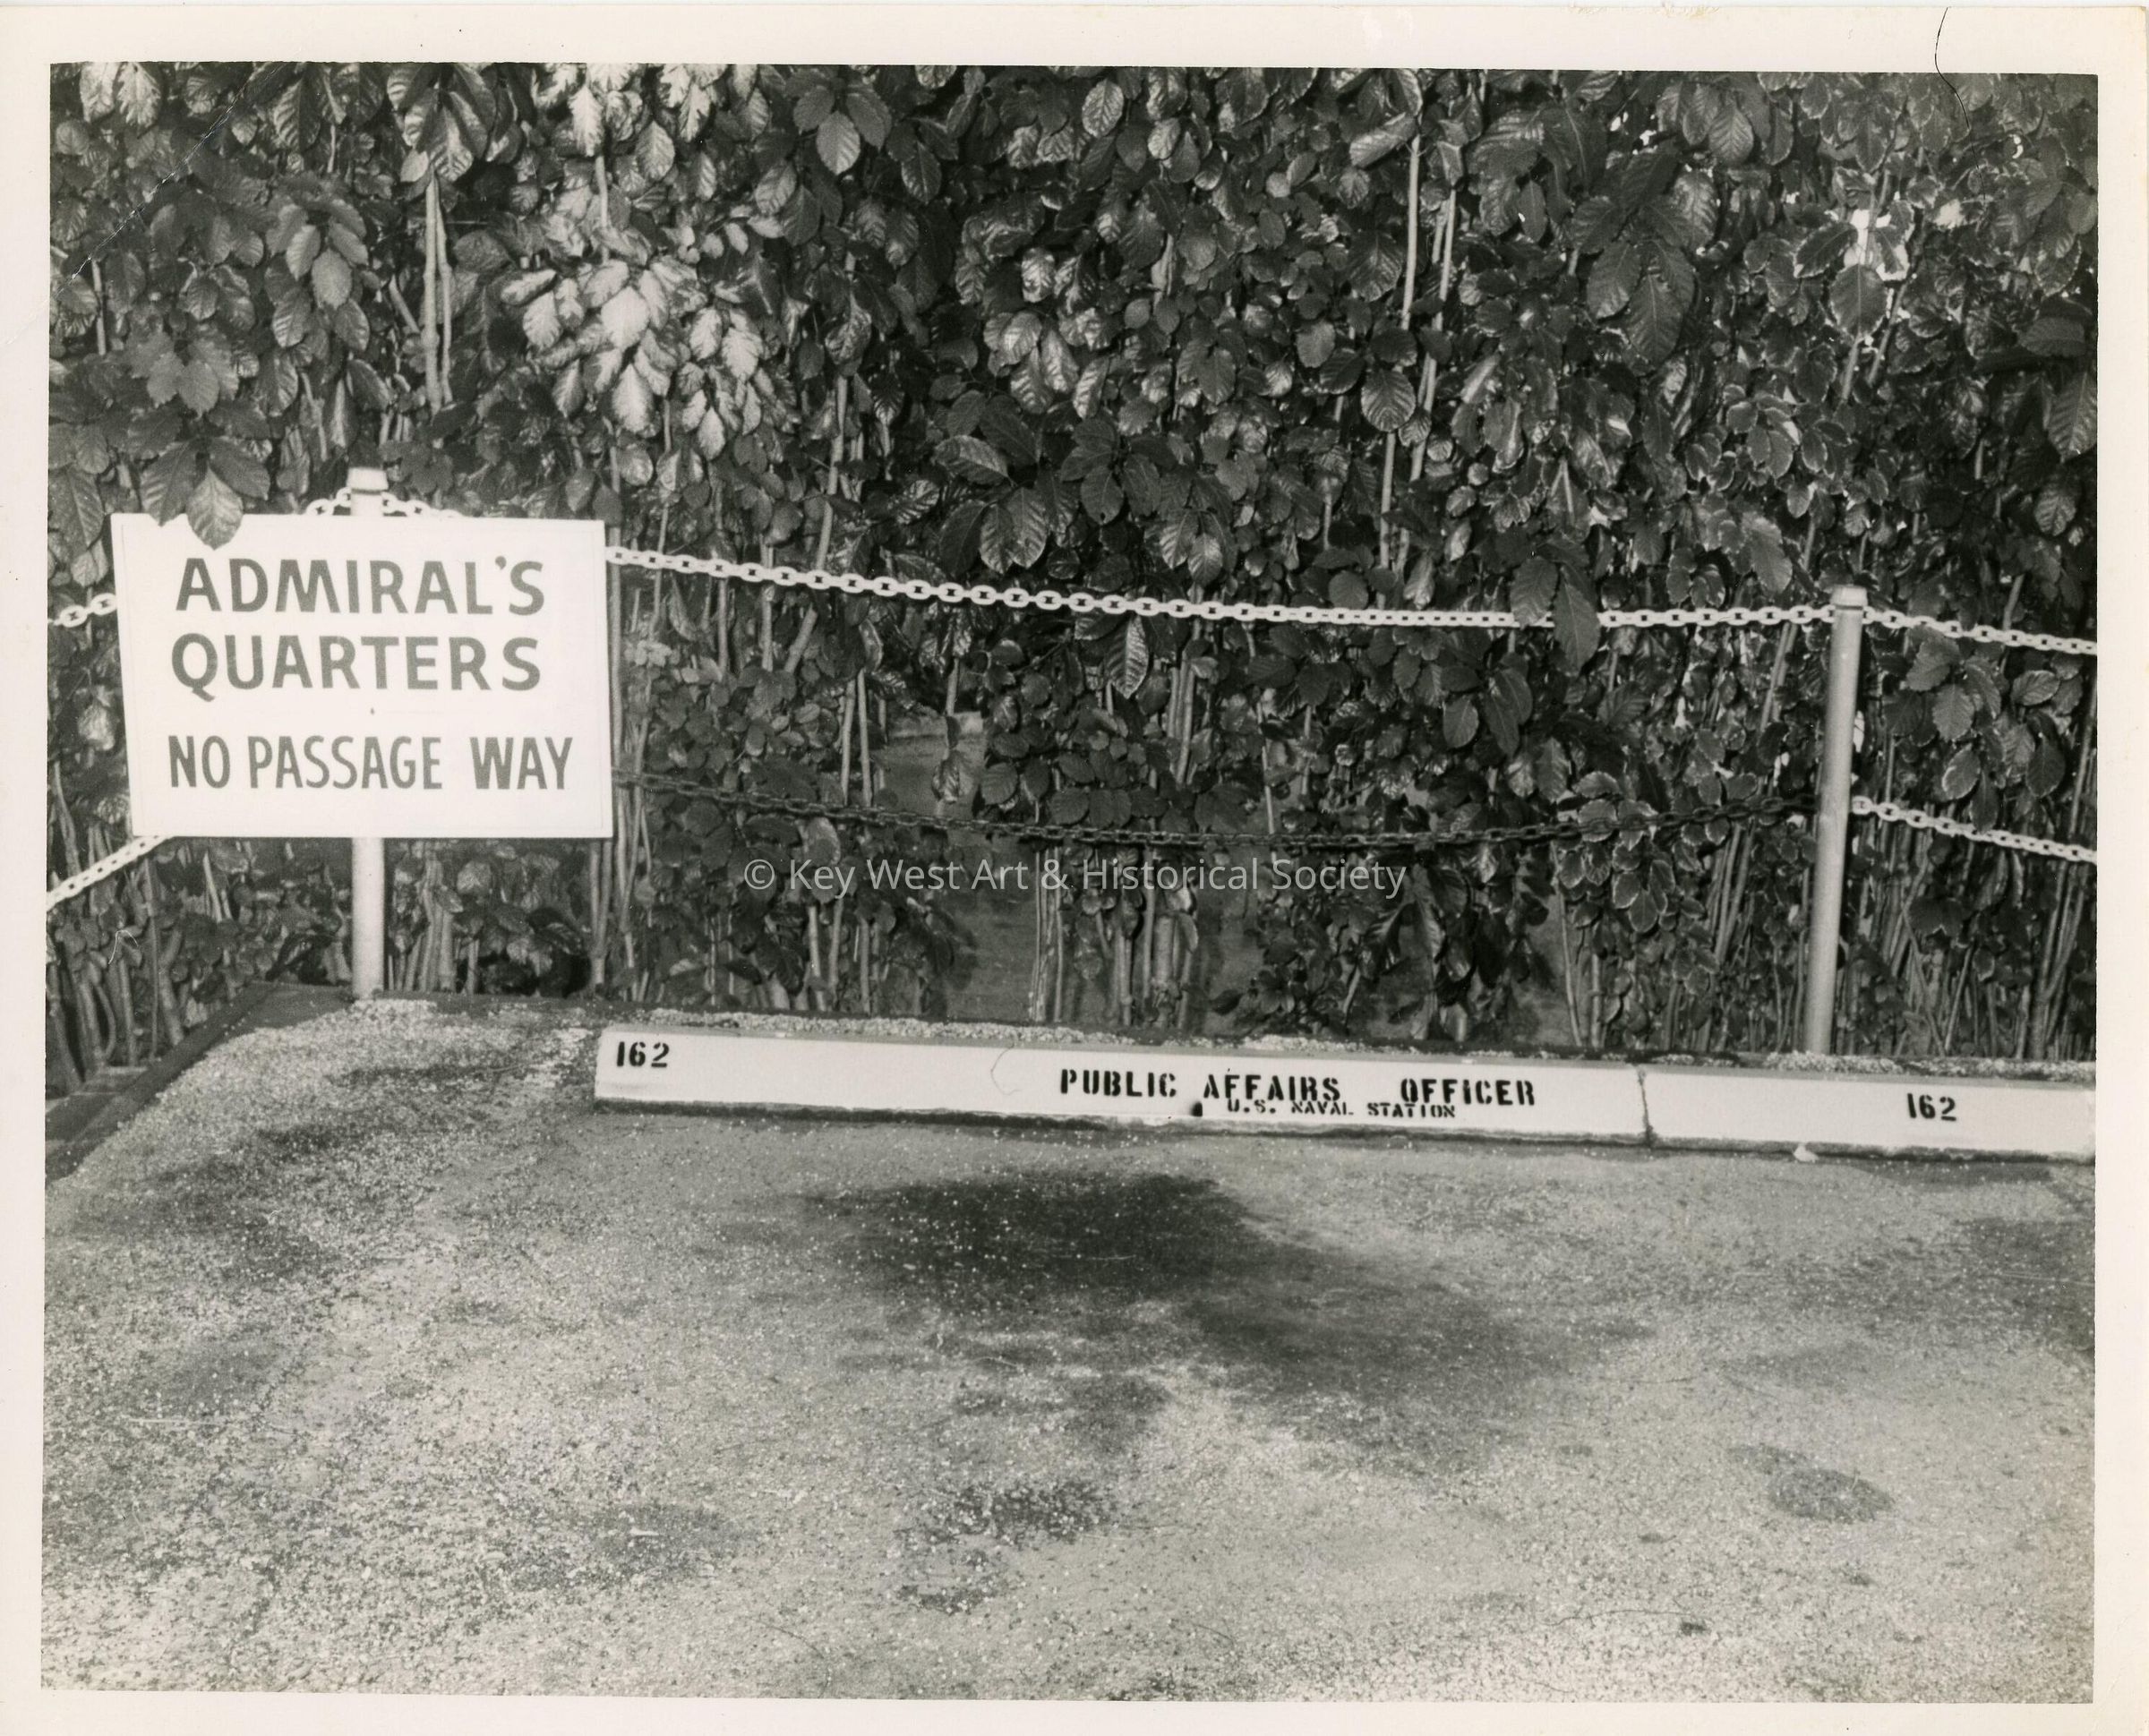 ADMIRAL'S
QUARTERS
NO PASSAGE WAY
© Key West Art & Historical Society
162
PUBLIC AFFAIRS OFFICER
U.S. NAVAL STATION
162